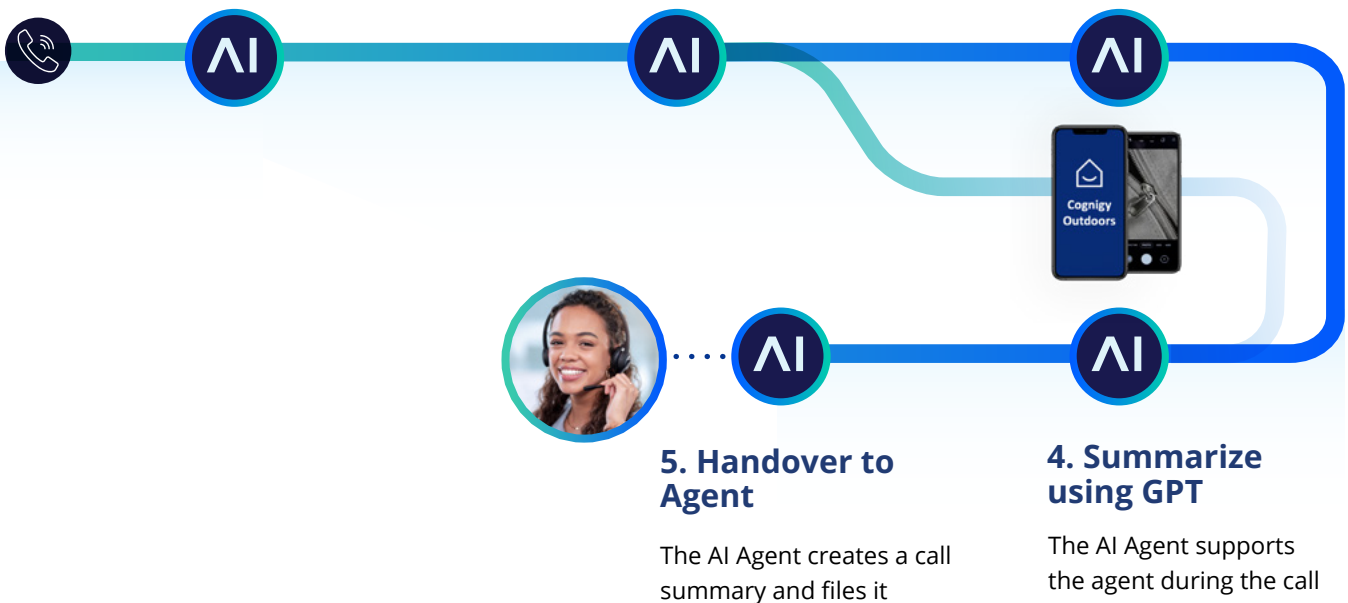 AI
AI
AI
Cognigy
Outdoors
AI
AI
5. Handover to
Agent
The AI Agent creates a call
summary and files it
4. Summarize
using GPT
The AI Agent supports
the agent during the call